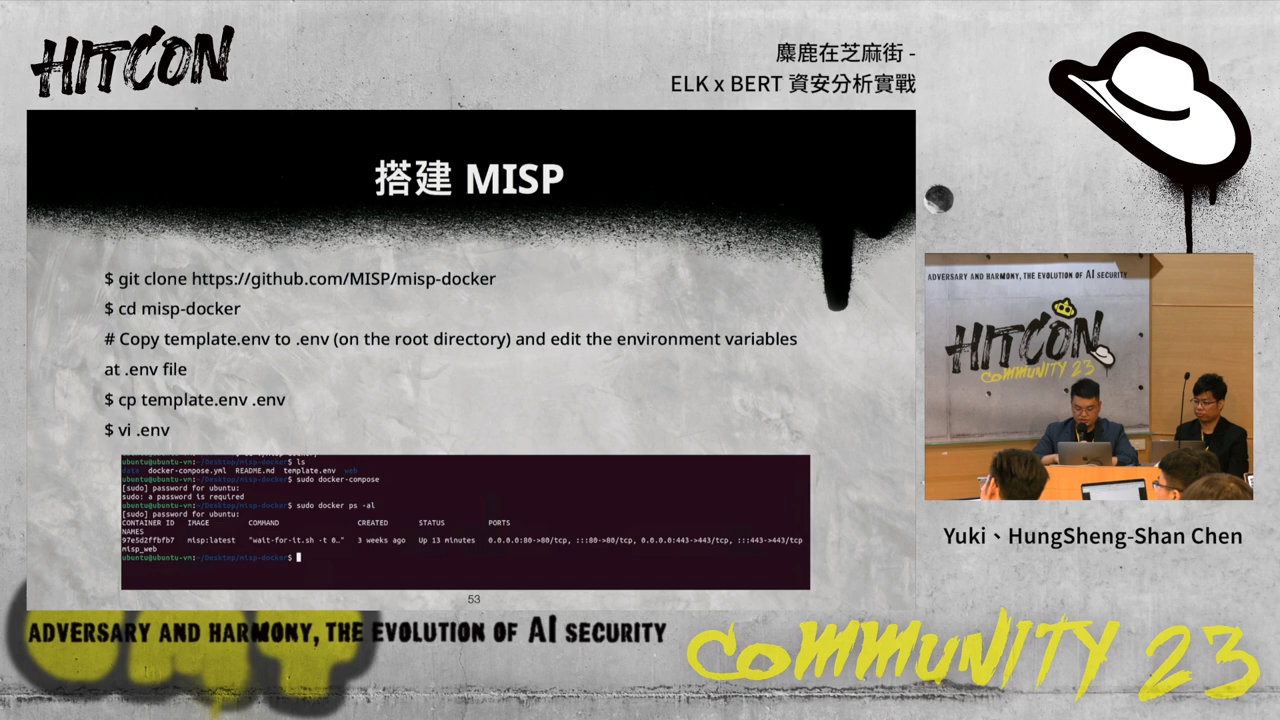 HITCON
麋鹿在芝麻街 -
ELK x BERT 資安分析實戰
搭建 MISP
$ git clone https://github.com/MISP/misp-docker
$ cd misp-docker
# Copy template.env to .env (on the root directory) and edit the environment variables
at .env file
$ cp template.env .env
$ vi .env
ubuntu@ubuntu-vm:~/Desktop/misp-docker$ ls
data docker-compose.yml README.md template.env web
ubuntu@ubuntu-vm:~/Desktop/misp-docker$ sudo docker-compose
[sudo] password for ubuntu:
sudo: a password is required
ubuntu@ubuntu-vm:~/Desktop/misp-docker$ sudo docker ps -al
[sudo] password for ubuntu:
CONTAINER ID IMAGE COMMAND CREATED STATUS PORTS
NAMES
97e5d2ffbfb7 misp:latest "wait-for-it.sh -t 0…" 3 weeks ago Up 13 minutes 0.0.0.0:80->80/tcp, :::80->80/tcp, 0.0.0.0:443->443/tcp, :::443->443/tcp
misp_web
ubuntu@ubuntu-vm:~/Desktop/misp-docker$
53
ADVERSARY AND HARMONY, THE EVOLUTION OF AI SECURITY
HITCON
COMMUNITY 23
Yuki、HungSheng-Shan Chen
ADVERSARY AND HARMONY, THE EVOLUTION OF AI SECURITY
COMMUNITY 23